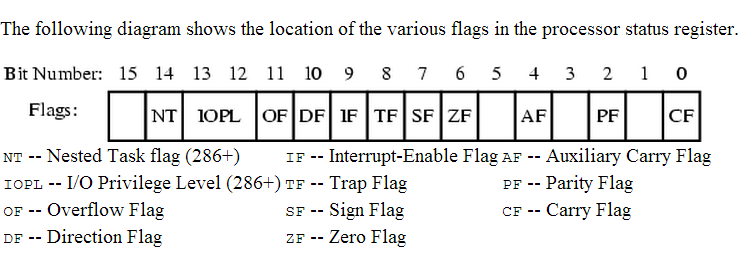 The following diagram shows the location of the various flags in the processor status register.
Bit Number: 15 14 13 12 11 10 9 8 7 6 5 4 3 2 1 0
Flags: NT IOPL OF DF IF TF SF ZF AF PF CF
NT -- Nested Task flag (286+) IF -- Interrupt-Enable Flag AF -- Auxiliary Carry Flag
IOPL -- I/O Privilege Level (286+) TF -- Trap Flag PF -- Parity Flag
OF -- Overflow Flag SF -- Sign Flag CF -- Carry Flag
DF -- Direction Flag ZF -- Zero Flag